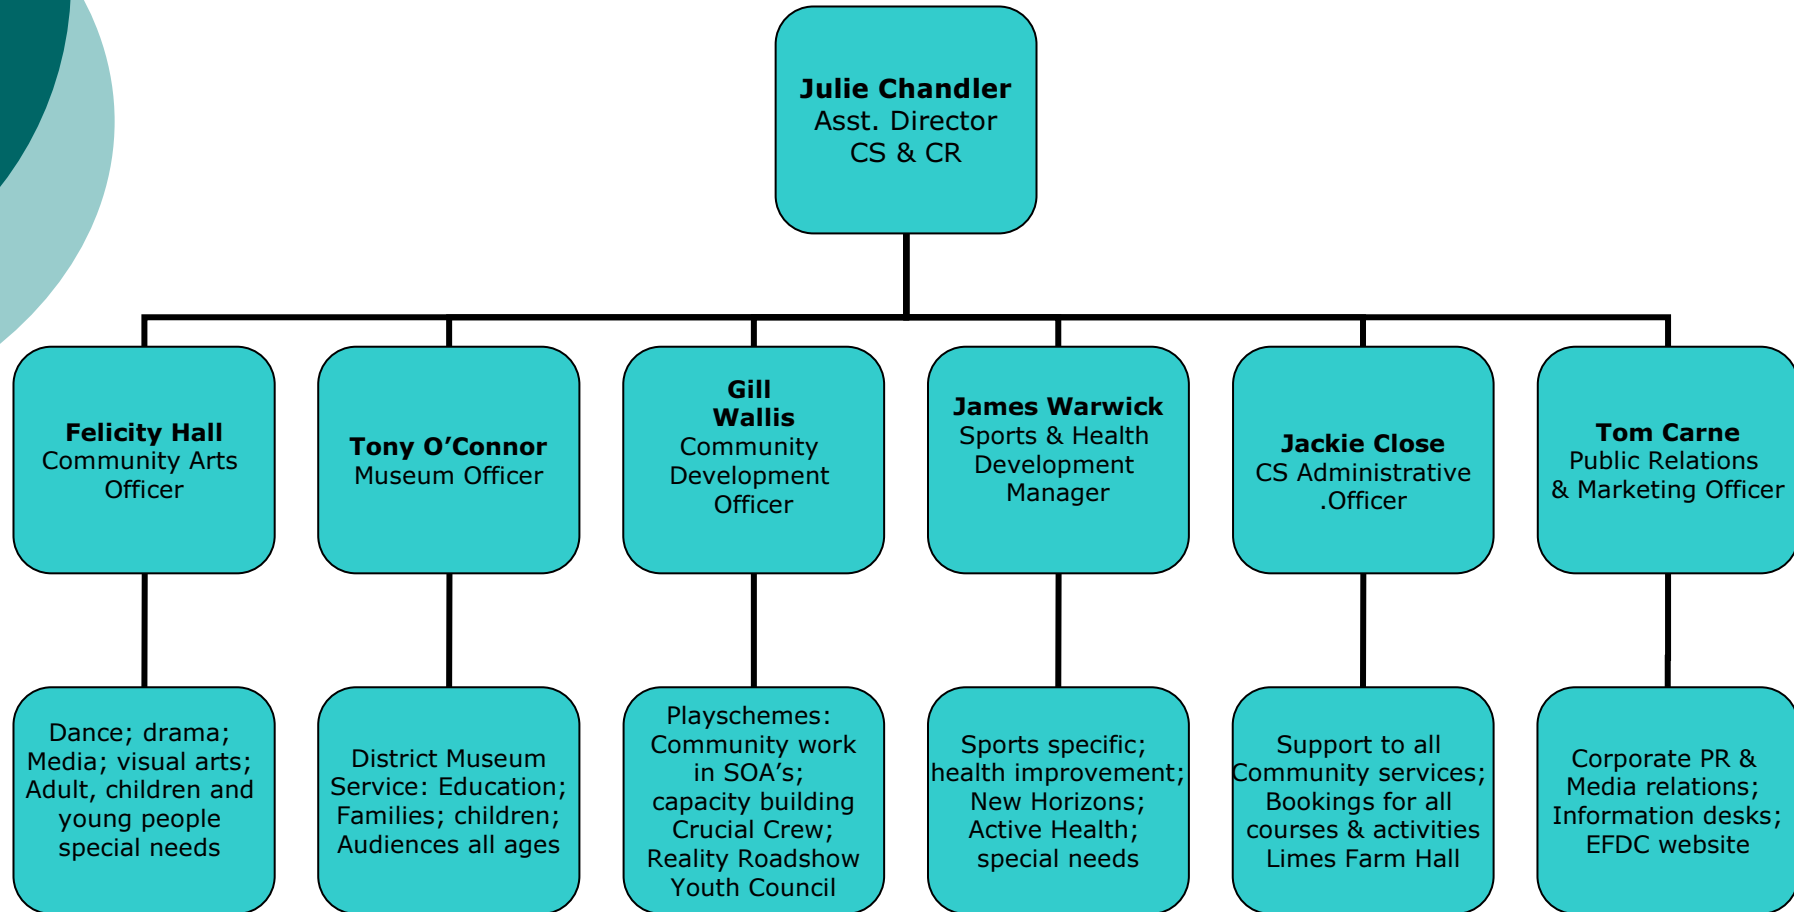 Julie Chandler
Asst. Director
CS & CR
Felicity Hall
Community Arts
Officer
Tony O’Connor
Museum Officer
Gill
Wallis
Community
Development
Officer
James Warwick
Sports & Health
Development
Manager
Jackie Close
CS Administrative
.Officer
Tom Carne
Public Relations
& Marketing Officer
Dance; drama;
Media; visual arts;
Adult, children and
young people
special needs
District Museum
Service: Education;
Families; children;
Audiences all ages
Playschemes:
Community work
in SOA’s;
capacity building
Crucial Crew;
Reality Roadshow
Youth Council
Sports specific;
health improvement;
New Horizons;
Active Health;
special needs
Support to all
Community services;
Bookings for all
courses & activities
Limes Farm Hall
Corporate PR &
Media relations;
Information desks;
EFDC website